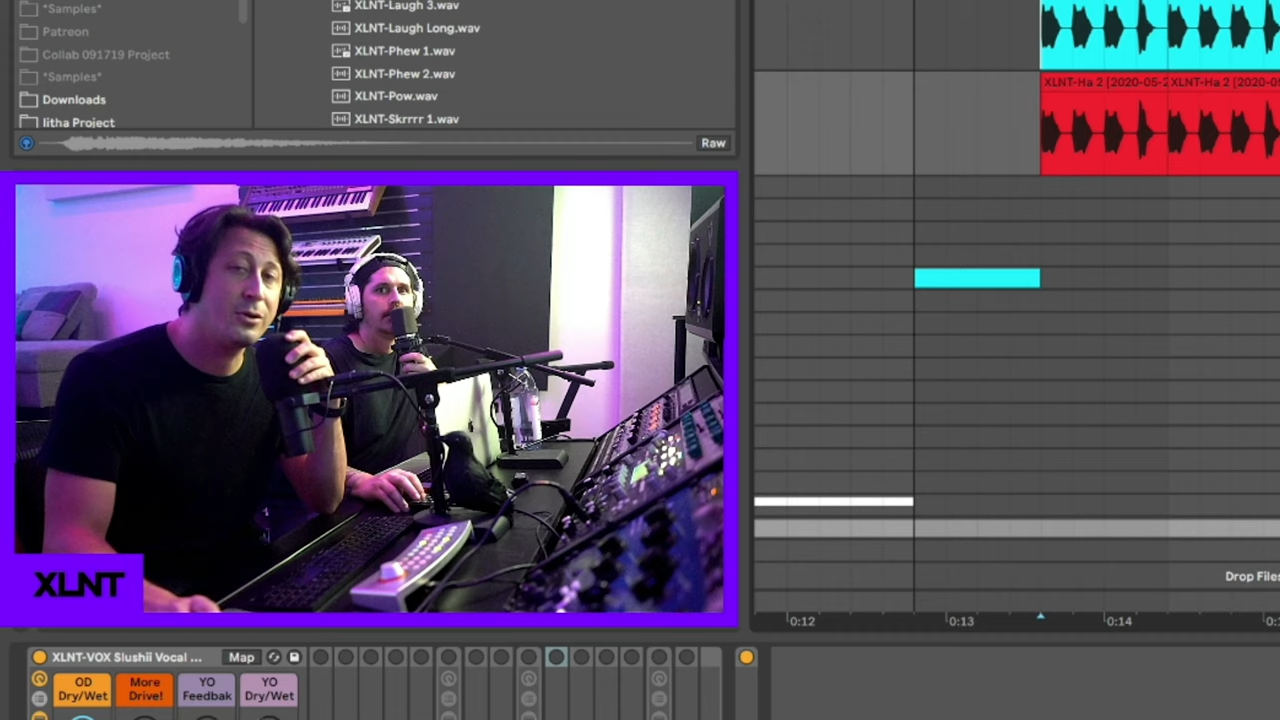 *Samples*
Patreon
Collab 091719 Project
*Samples*
Downloads
litha Project
XLNT-Laugh 3.wav
XLNT-Laugh Long.wav
XLNT-Phew 1.wav
XLNT-Phew 2.wav
XLNT-Pow.wav
XLNT-Skrrrr 1.wav
Raw
XLNT-Ha 2 [2020-05-2 XLNT-Ha 2 [2020-05
XLNT
Drop File
0:12 0:13 0:14
XLNT-VOX Slushii Vocal ... Map
OD Dry/Wet
More Drive!
YO Feedbak
YO Dry/Wet